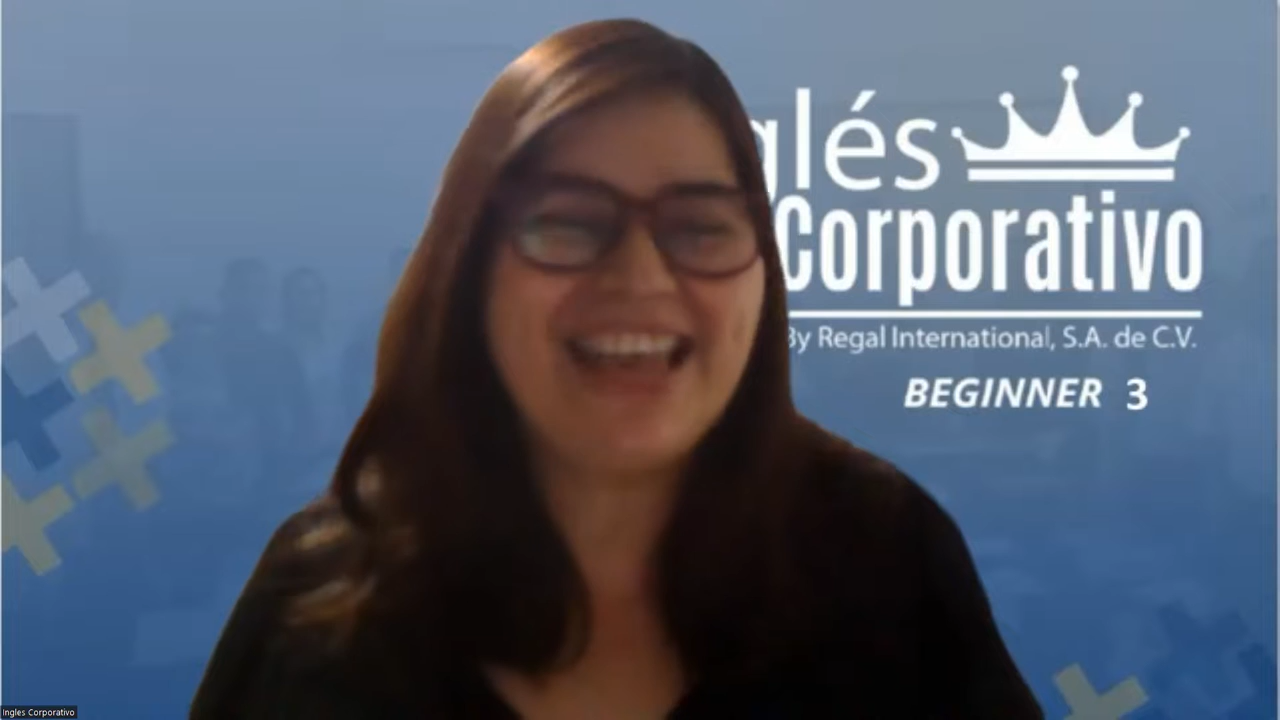 glés
Corporativo
By Regal International, S.A. de C.V.
BEGINNER 3
Ingles Corporativo